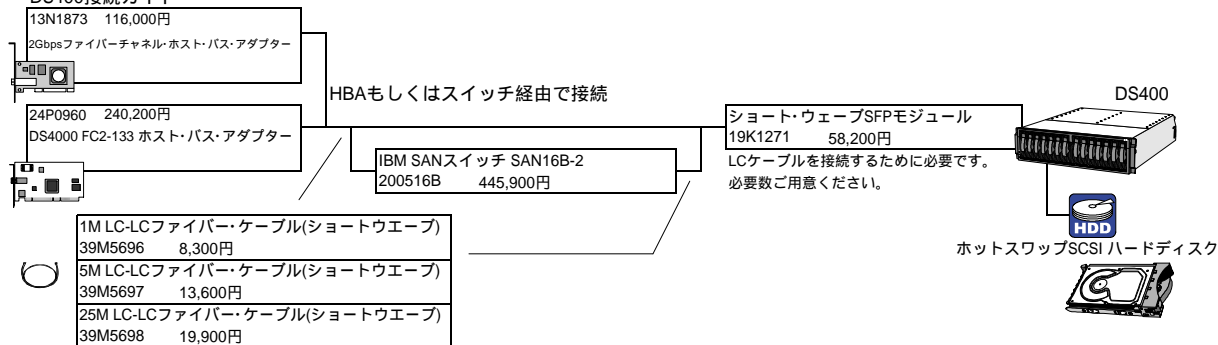 13N1873 116,000円
2Gbpsファイバーチャネル・ホスト・バス・アダプター
24P0960 240,200円
DS4000 FC2-133 ホスト・バス・アダプター
HBAもしくはスイッチ経由で接続
IBM SANスイッチ SAN16B-2
200516B 445,900円
ショート・ウェーブSFPモジュール
19K1271 58,200円
LCケーブルを接続するために必要です。
必要数ご用意ください。
DS400
HDD
ホットスワップSCSI ハードディスク
1M LC-LCファイバー・ケーブル(ショートウエーブ)
39M5696 8,300円
5M LC-LCファイバー・ケーブル(ショートウエーブ)
39M5697 13,600円
25M LC-LCファイバー・ケーブル(ショートウエーブ)
39M5698 19,900円